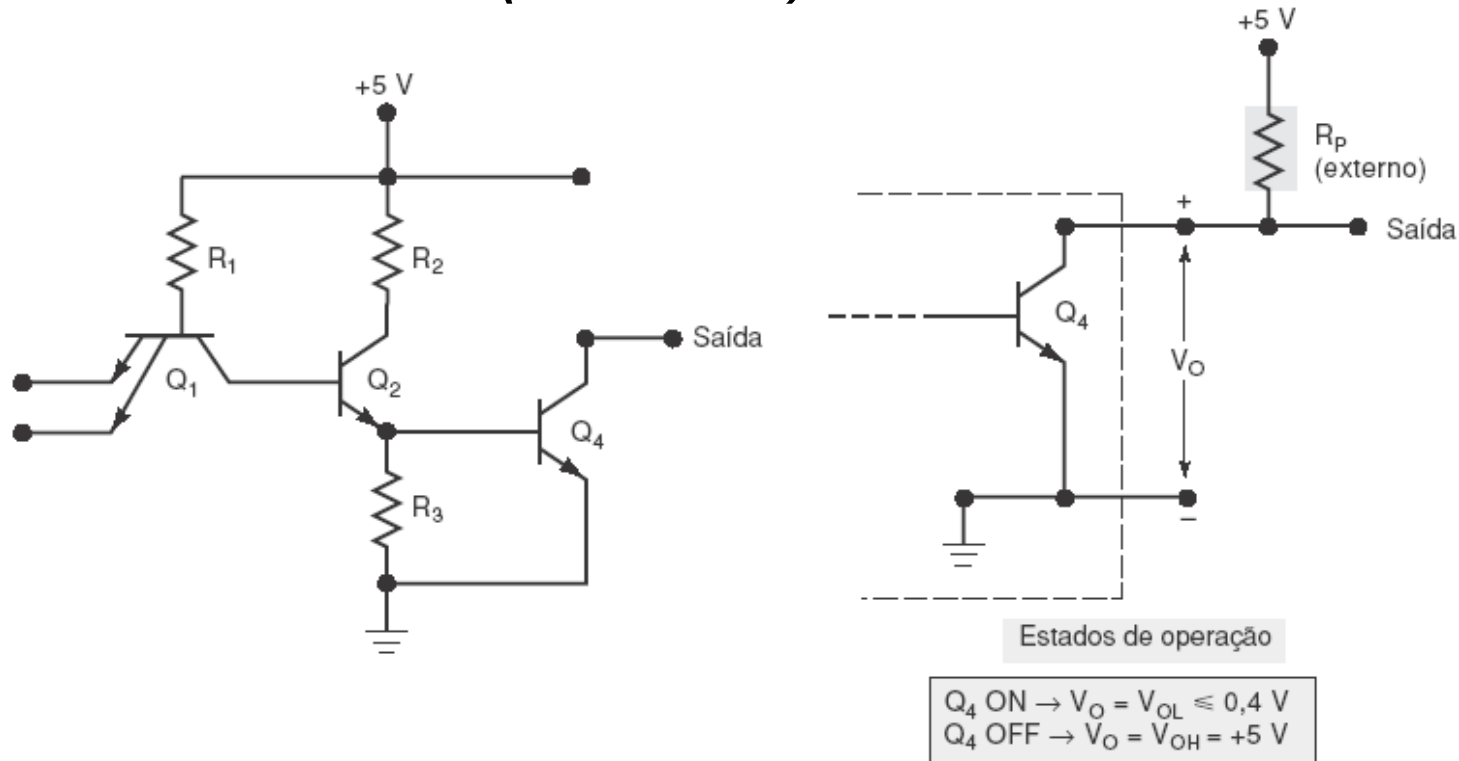 +5 V
R1
R2
Q1
Q2
Saída
Q4
R3
+5 V
RP
(externo)
+
Saída
Q4
VO
–
Estados de operação
Q4 ON → VO = VOL ⩽ 0,4 V
Q4 OFF → VO = VOH = +5 V